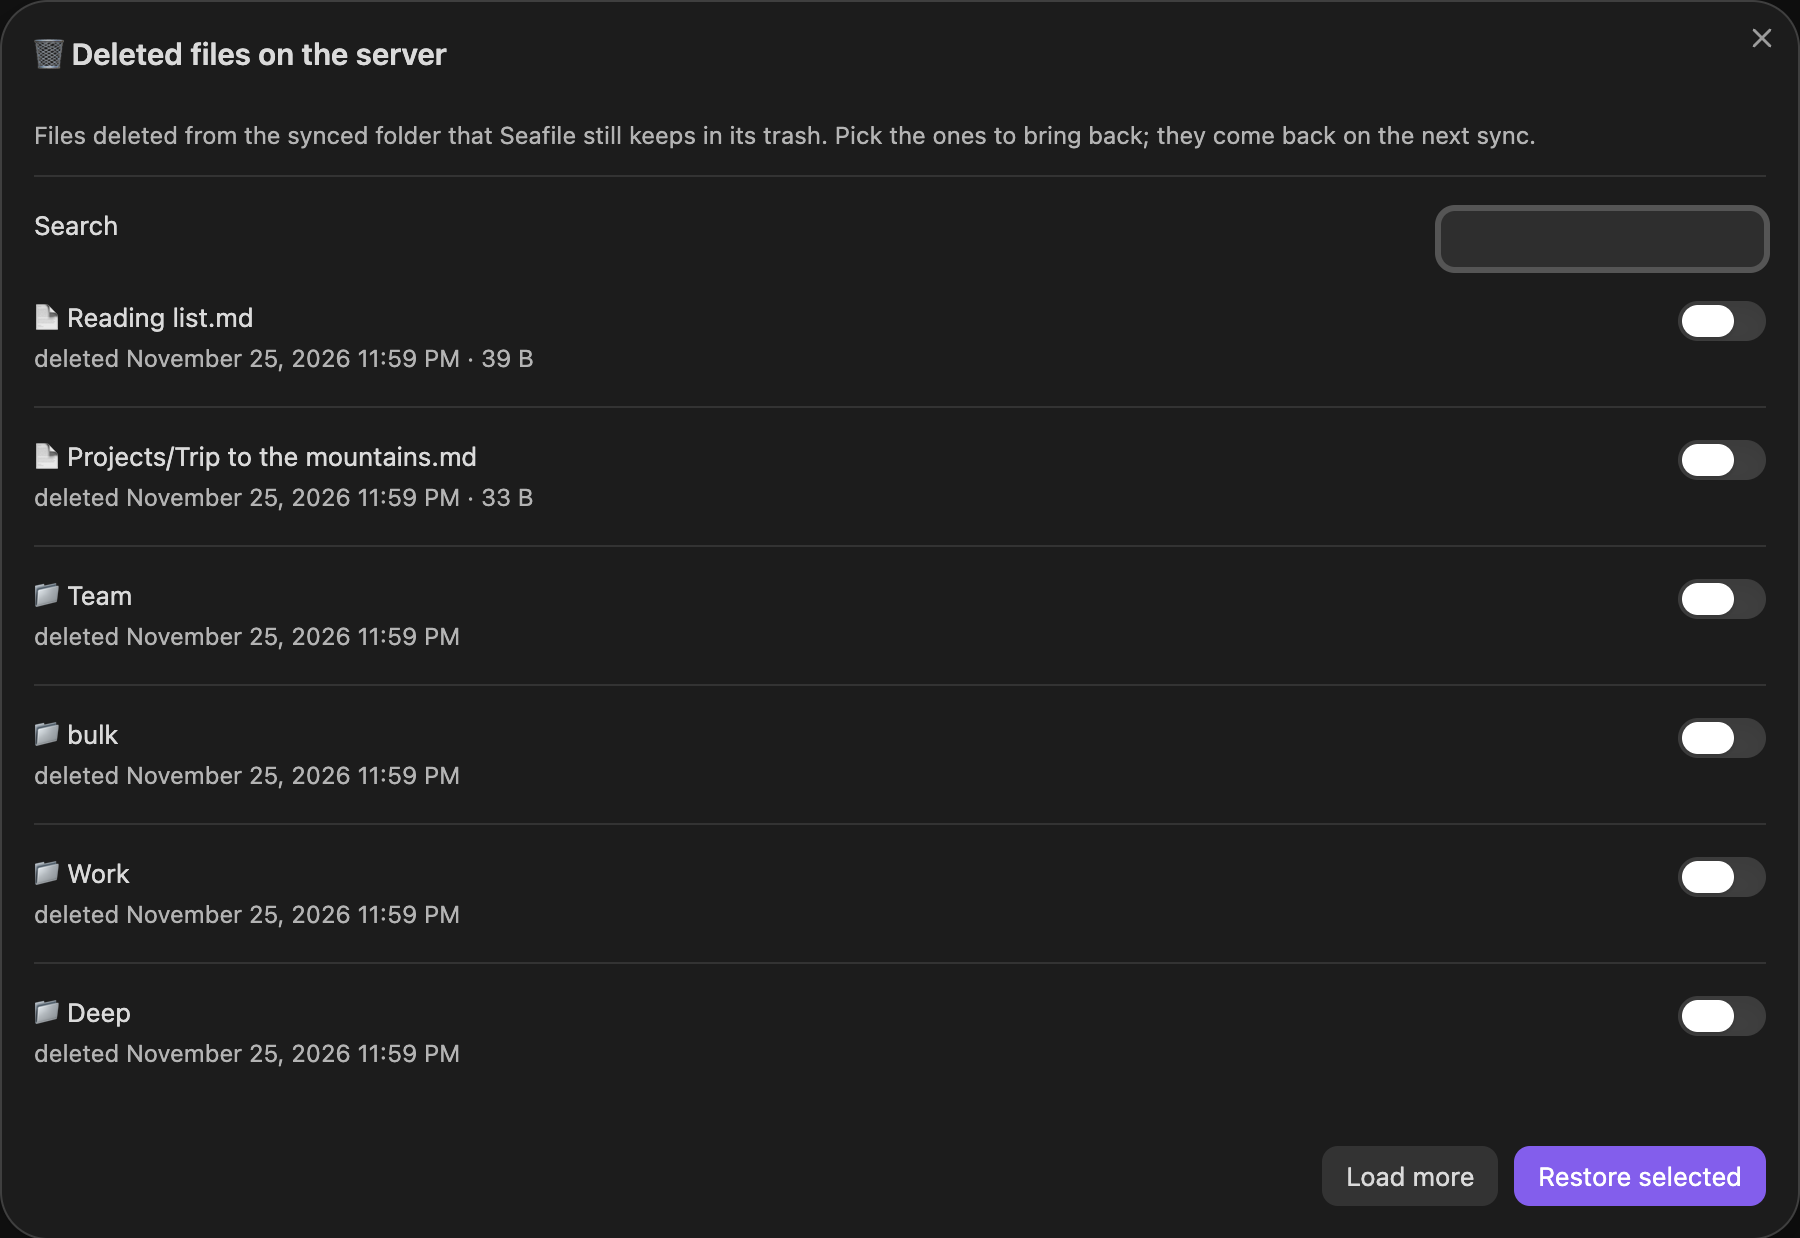 Deleted files on the server
Files deleted from the synced folder that Seafile still keeps in its trash. Pick the ones to bring back; they come back on the next sync.
Search
Reading list.md
deleted November 25, 2026 11:59 PM · 39 B
Projects/Trip to the mountains.md
deleted November 25, 2026 11:59 PM · 33 B
Team
deleted November 25, 2026 11:59 PM
bulk
deleted November 25, 2026 11:59 PM
Work
deleted November 25, 2026 11:59 PM
Deep
deleted November 25, 2026 11:59 PM
Load more
Restore selected